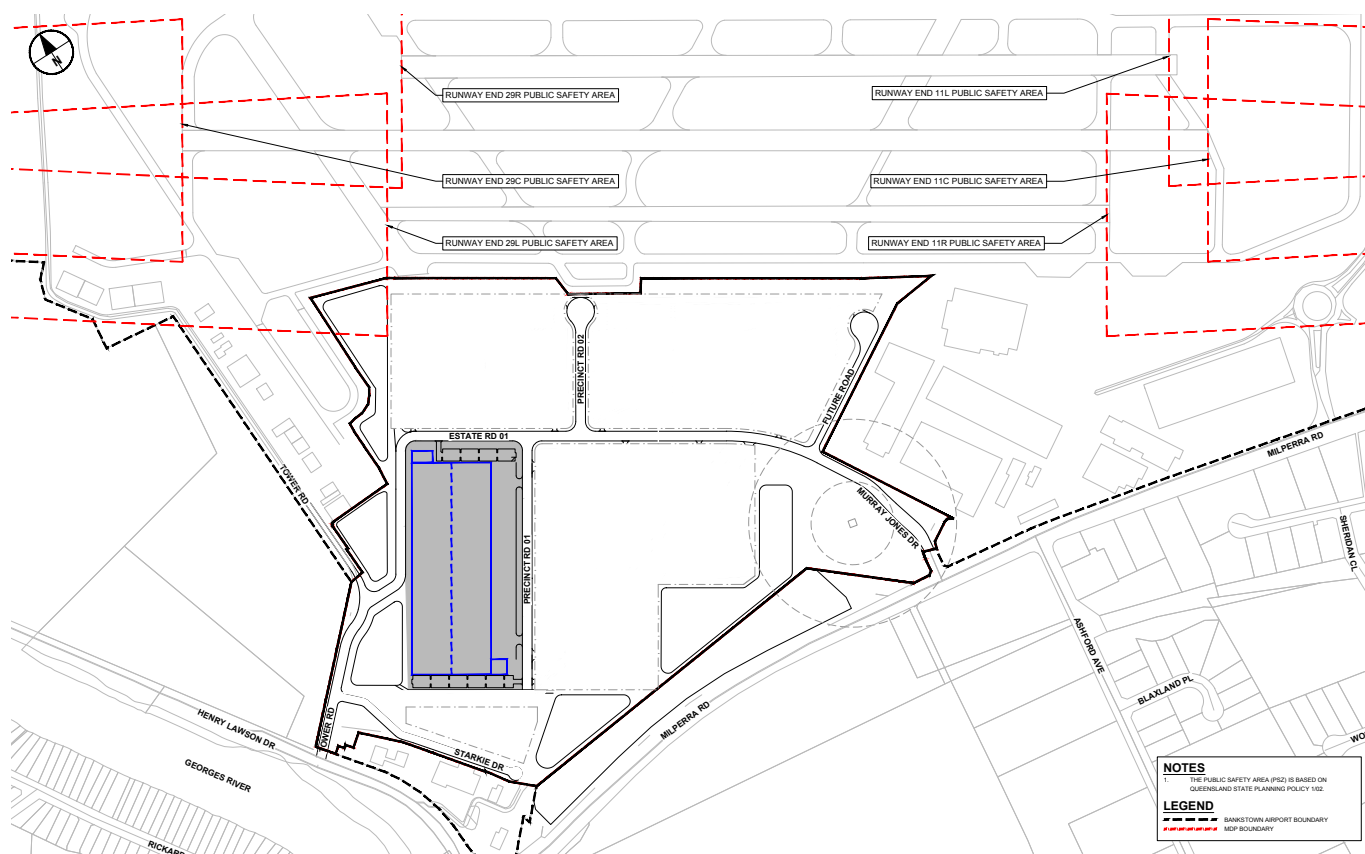 N
RUNWAY END 29R PUBLIC SAFETY AREA
RUNWAY END 11L PUBLIC SAFETY AREA
RUNWAY END 29C PUBLIC SAFETY AREA
RUNWAY END 11C PUBLIC SAFETY AREA
RUNWAY END 29L PUBLIC SAFETY AREA
RUNWAY END 11R PUBLIC SAFETY AREA
PRECINCT RD 02
FUTURE ROAD
ESTATE RD 01
TOWER RD
MILPERRA RD
MURRAY JONES DR
SHERIDAN CL
PRECINCT RD 01
ASHFORD AVE
BLAXLAND PL
HENRY LAWSON DR
OWER RD
MILPERRA RD
WO
STARKIE DR
GEORGES RIVER
RICKAR
NOTES
1. THE PUBLIC SAFETY AREA (PSZ) IS BASED ON
QUEENSLAND STATE PLANNING POLICY 1/02.
LEGEND
BANKSTOWN AIRPORT BOUNDARY
MDP BOUNDARY